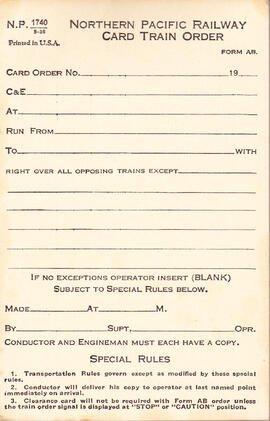 N.P. 1740
5-28
NORTHERN PACIFIC RAILWAY
Printed in U.S.A.
CARD TRAIN ORDER
FORM AB.
CARD ORDER NO. 19
C&E
AT
RUN FROM
TO WITH
RIGHT OVER ALL OPPOSING TRAINS EXCEPT
IF NO EXCEPTIONS OPERATOR INSERT (BLANK)
SUBJECT TO SPECIAL RULES BELOW.
MADE AT M.
BY SUPT, OPR.
CONDUCTOR AND ENGINEMAN MUST EACH HAVE A COPY.
SPECIAL RULES
1. Transportation Rules govern except as modified by these special
rules.
2. Conductor will deliver his copy to operator at last named point
immediately on arrival.
3. Clearance card will not be required with Form AB order unless
the train order signal is displayed at "STOP" or "CAUTION" position.